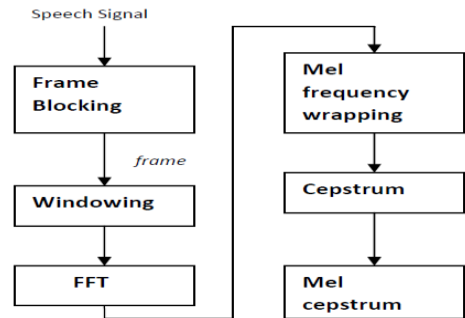 Speech Signal
Frame
Blocking
frame
Windowing
FFT
Mel
frequency
wrapping
Cepstrum
Mel
cepstrum